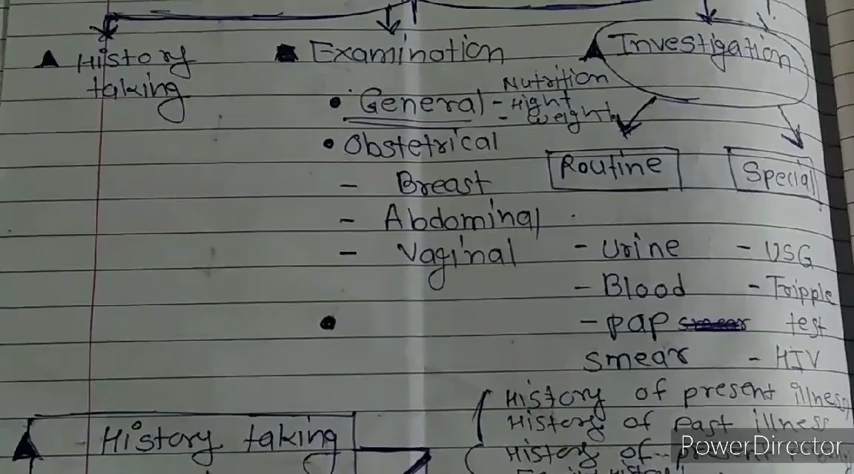 ▲ History taking
■ Examination
▲ Investigation
• General - Nutrition
- Hight
- weight
• Obstetrical
- Breast
- Abdominal
- Vaginal
•
Routine
- Urine
- Blood
- pap smear
smear
Special
- USG
- Tripple
test
- HIV
▲ History taking
History of present illness
History of past illness
History of
PowerDirector